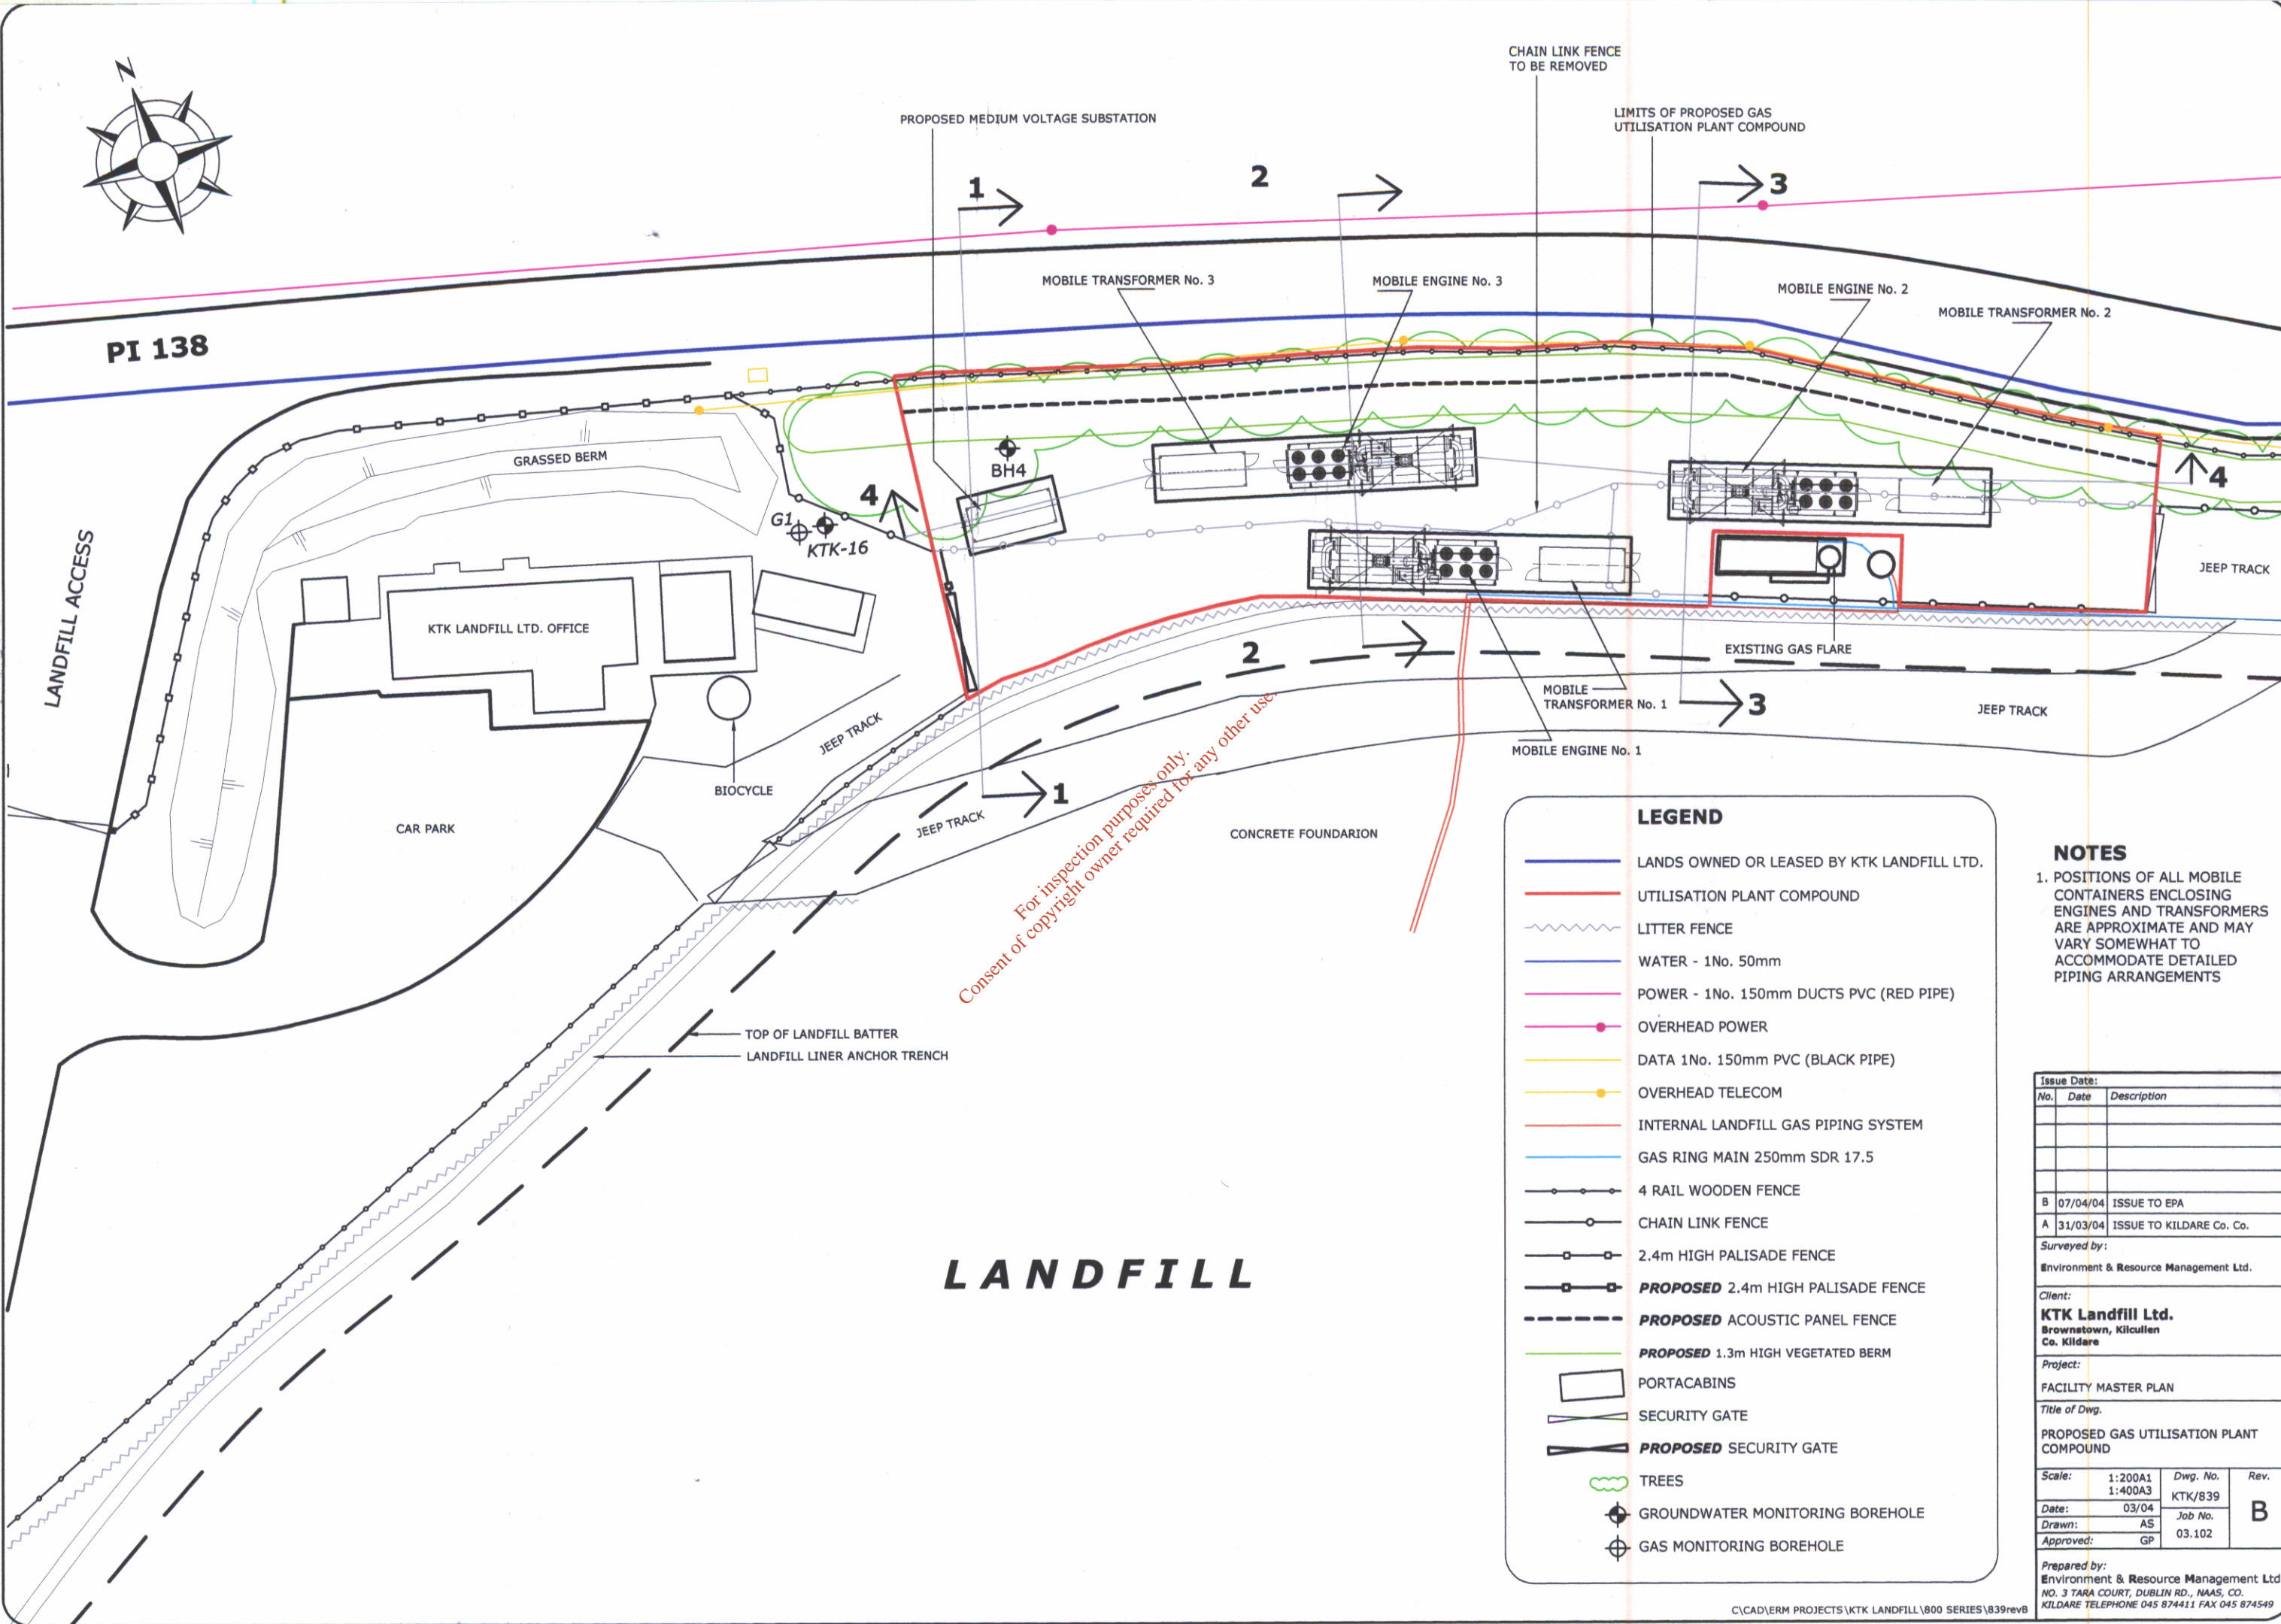 N
CHAIN LINK FENCE
TO BE REMOVED
PROPOSED MEDIUM VOLTAGE SUBSTATION
LIMITS OF PROPOSED GAS
UTILISATION PLANT COMPOUND
1
2
3
MOBILE TRANSFORMER No. 3
MOBILE ENGINE No. 3
MOBILE ENGINE No. 2
MOBILE TRANSFORMER No. 2
PI 138
GRASSED BERM
BH4
4
4
G1
KTK-16
LANDFILL ACCESS
KTK LANDFILL LTD. OFFICE
JEEP TRACK
EXISTING GAS FLARE
2
MOBILE
TRANSFORMER No. 1
3
JEEP TRACK
MOBILE ENGINE No. 1
JEEP TRACK
BIOCYCLE
1
CAR PARK
JEEP TRACK
CONCRETE FOUNDARION
For inspection purposes only.
Consent of copyright owner required for any other use.
TOP OF LANDFILL BATTER
LANDFILL LINER ANCHOR TRENCH
LANDFILL
LEGEND
LANDS OWNED OR LEASED BY KTK LANDFILL LTD.
UTILISATION PLANT COMPOUND
LITTER FENCE
WATER - 1No. 50mm
POWER - 1No. 150mm DUCTS PVC (RED PIPE)
OVERHEAD POWER
DATA 1No. 150mm PVC (BLACK PIPE)
OVERHEAD TELECOM
INTERNAL LANDFILL GAS PIPING SYSTEM
GAS RING MAIN 250mm SDR 17.5
4 RAIL WOODEN FENCE
CHAIN LINK FENCE
2.4m HIGH PALISADE FENCE
PROPOSED 2.4m HIGH PALISADE FENCE
PROPOSED ACOUSTIC PANEL FENCE
PROPOSED 1.3m HIGH VEGETATED BERM
PORTACABINS
SECURITY GATE
PROPOSED SECURITY GATE
TREES
GROUNDWATER MONITORING BOREHOLE
GAS MONITORING BOREHOLE
NOTES
1. POSITIONS OF ALL MOBILE
CONTAINERS ENCLOSING
ENGINES AND TRANSFORMERS
ARE APPROXIMATE AND MAY
VARY SOMEWHAT TO
ACCOMMODATE DETAILED
PIPING ARRANGEMENTS
Issue Date:
No. Date Description
B 07/04/04 ISSUE TO EPA
A 31/03/04 ISSUE TO KILDARE Co. Co.
Surveyed by:
Environment & Resource Management Ltd.
Client:
KTK Landfill Ltd.
Brownstown, Kilcullen
Co. Kildare
Project:
FACILITY MASTER PLAN
Title of Dwg.
PROPOSED GAS UTILISATION PLANT
COMPOUND
Scale: 1:200A1 Dwg. No. Rev.
1:400A3 KTK/839 B
Date: 03/04 Job No.
Drawn: AS 03.102
Approved: GP
Prepared by:
Environment & Resource Management Ltd
NO. 3 TARA COURT, DUBLIN RD., NAAS, CO.
KILDARE TELEPHONE 045 874411 FAX 045 874549
C\CAD\ERM PROJECTS\KTK LANDFILL\800 SERIES\839revB